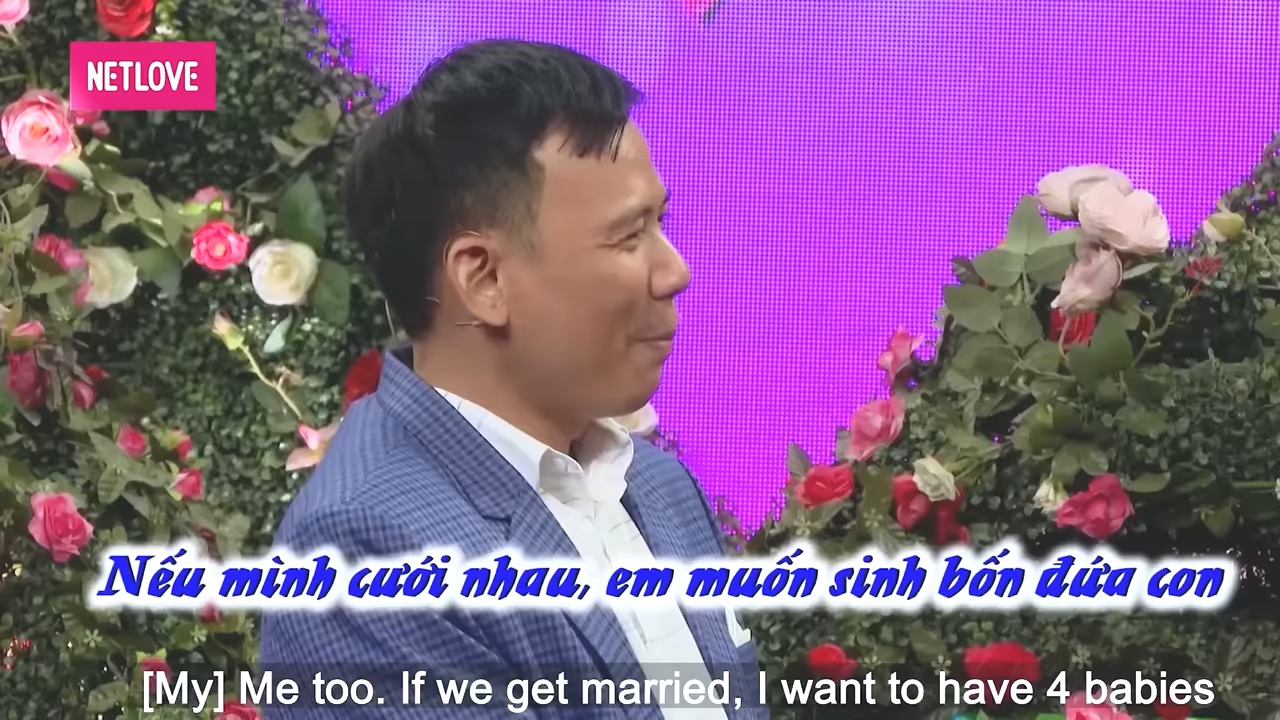 NETLOVE
Nếu mình cưới nhau, em muốn sinh bốn đứa con
[My] Me too. If we get married, I want to have 4 babies